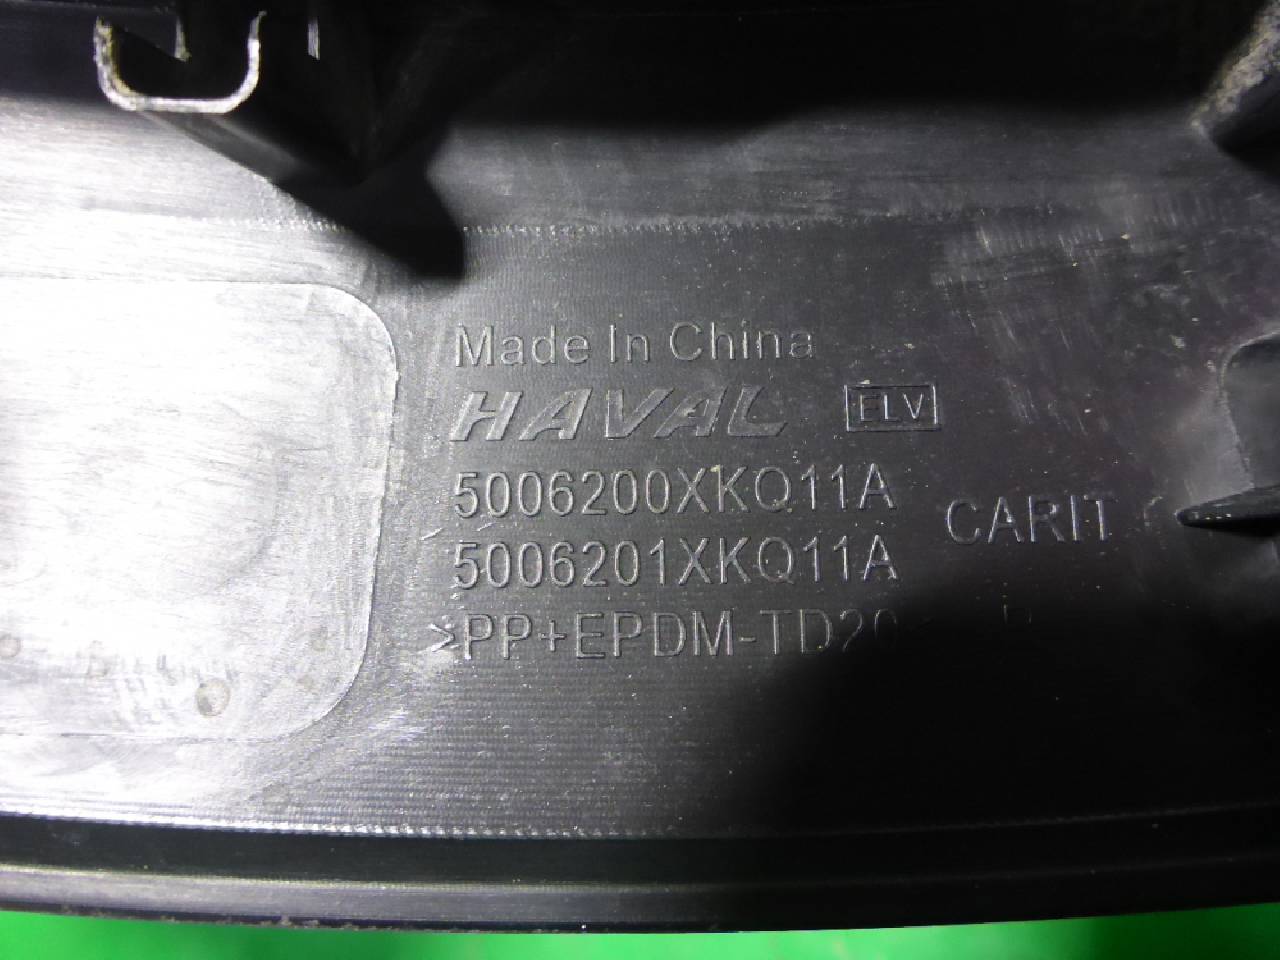 Made In China
HAVAL ELV
5006200XKQ11A
5006201XKQ11A
CARIT
>PP+EPDM-TD20<